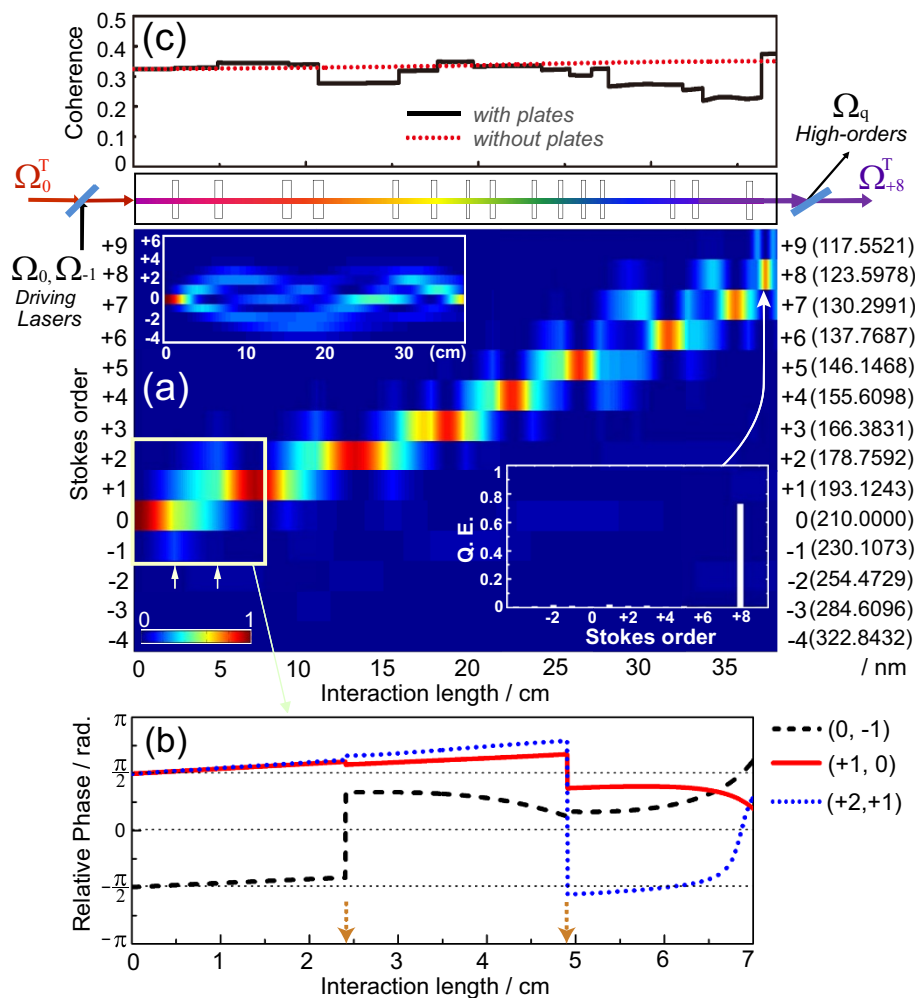 (c)
Coherence
0.5
0.4
0.3
0.2
0.1
0
with plates
without plates
Ω_q
High-orders
Ω_0^T
Ω_{+8}^T
Ω_0, Ω_{-1}
Driving
Lasers
(a)
Stokes order
+9
+8
+7
+6
+5
+4
+3
+2
+1
0
-1
-2
-3
-4
+6
+4
+2
0
-2
-4
0 10 20 30 (cm)
+9 (117.5521)
+8 (123.5978)
+7 (130.2991)
+6 (137.7687)
+5 (146.1468)
+4 (155.6098)
+3 (166.3831)
+2 (178.7592)
+1 (193.1243)
0 (210.0000)
-1 (230.1073)
-2 (254.4729)
-3 (284.6096)
-4 (322.8432)
/ nm
Q. E.
1
0.8
0.6
0.4
0.2
0
-2 +2 +6 +8
Stokes order
0 1
0 5 10 15 20 25 30 35
Interaction length / cm
(b)
Relative Phase / rad.
π
π/2
0
-π/2
-π
(0, -1)
(+1, 0)
(+2,+1)
0 1 2 3 4 5 6 7
Interaction length / cm